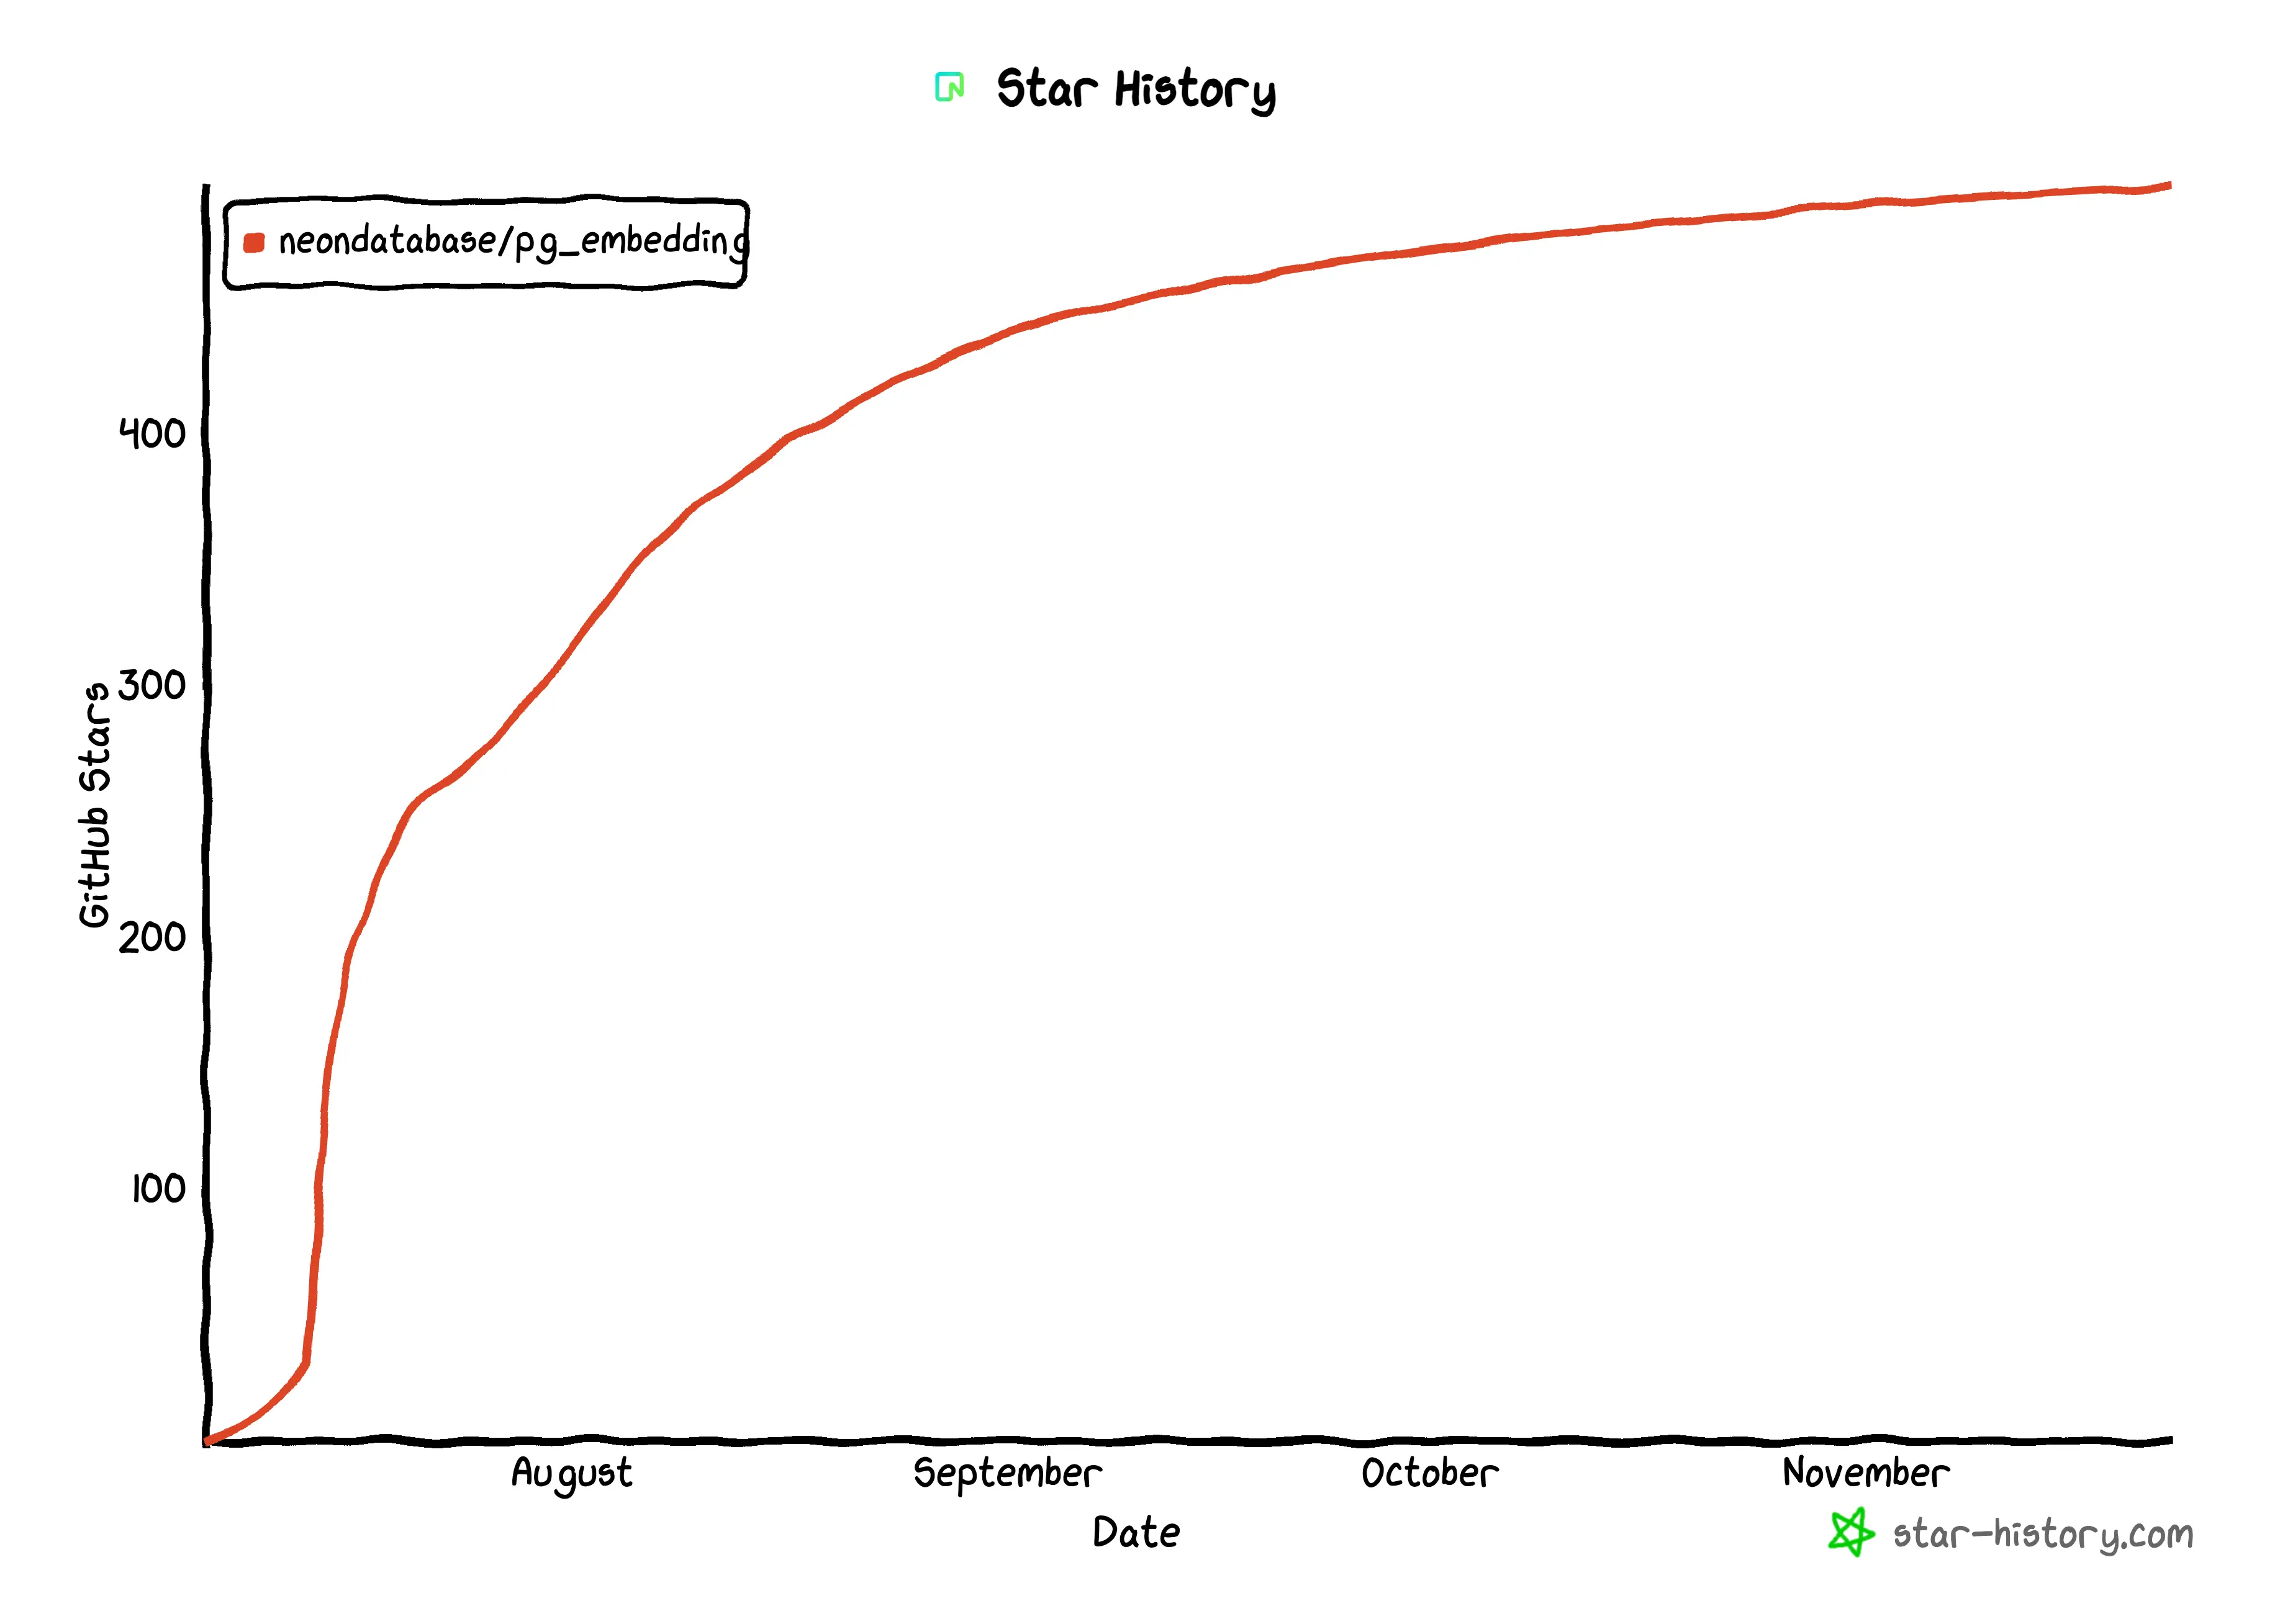 Star History
neondatabase/pg_embedding
400
300
200
100
GitHub Stars
August September October November
Date
star-history.com